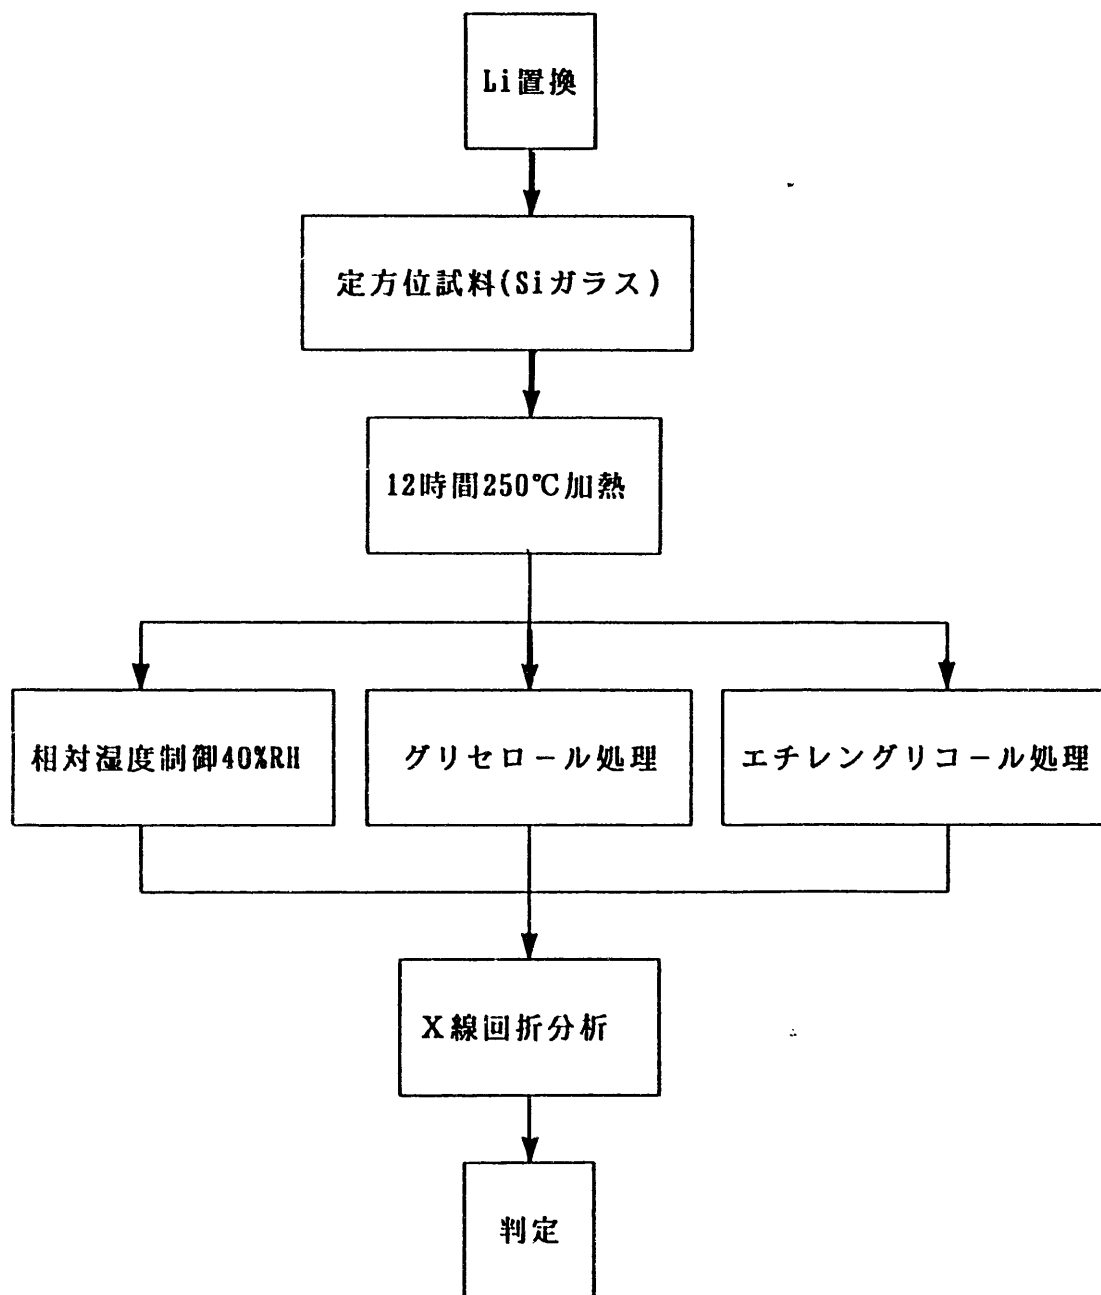 Li置換
定方位試料(Siガラス)
12時間250℃加熱
相対湿度制御40%RH
グリセロール処理
エチレングリコール処理
X線回折分析
判定